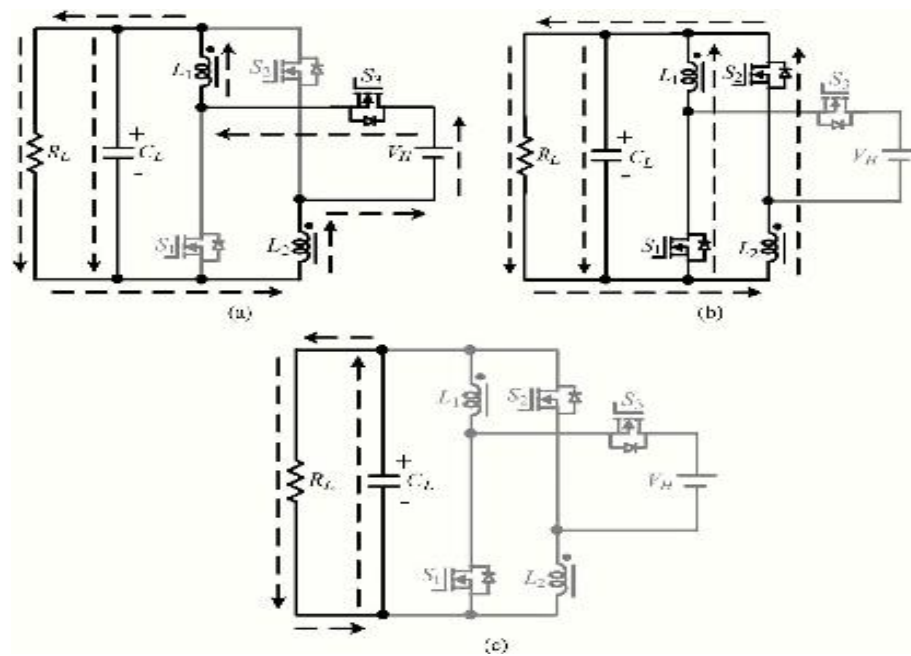 L1 S2 S3
RL + CL - VH
S1 L2
(a)
L1 S2 S3
RL + CL - VH
S1 L2
(b)
L1 S2 S3
RL + CL - VH
S1 L2
(c)